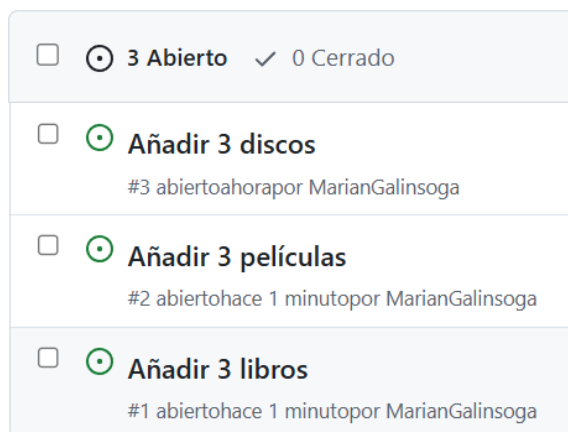 3 Abierto 0 Cerrado
Añadir 3 discos
#3 abiertoahorapor MarianGalinsoga
Añadir 3 películas
#2 abiertohace 1 minutopor MarianGalinsoga
Añadir 3 libros
#1 abiertohace 1 minutopor MarianGalinsoga